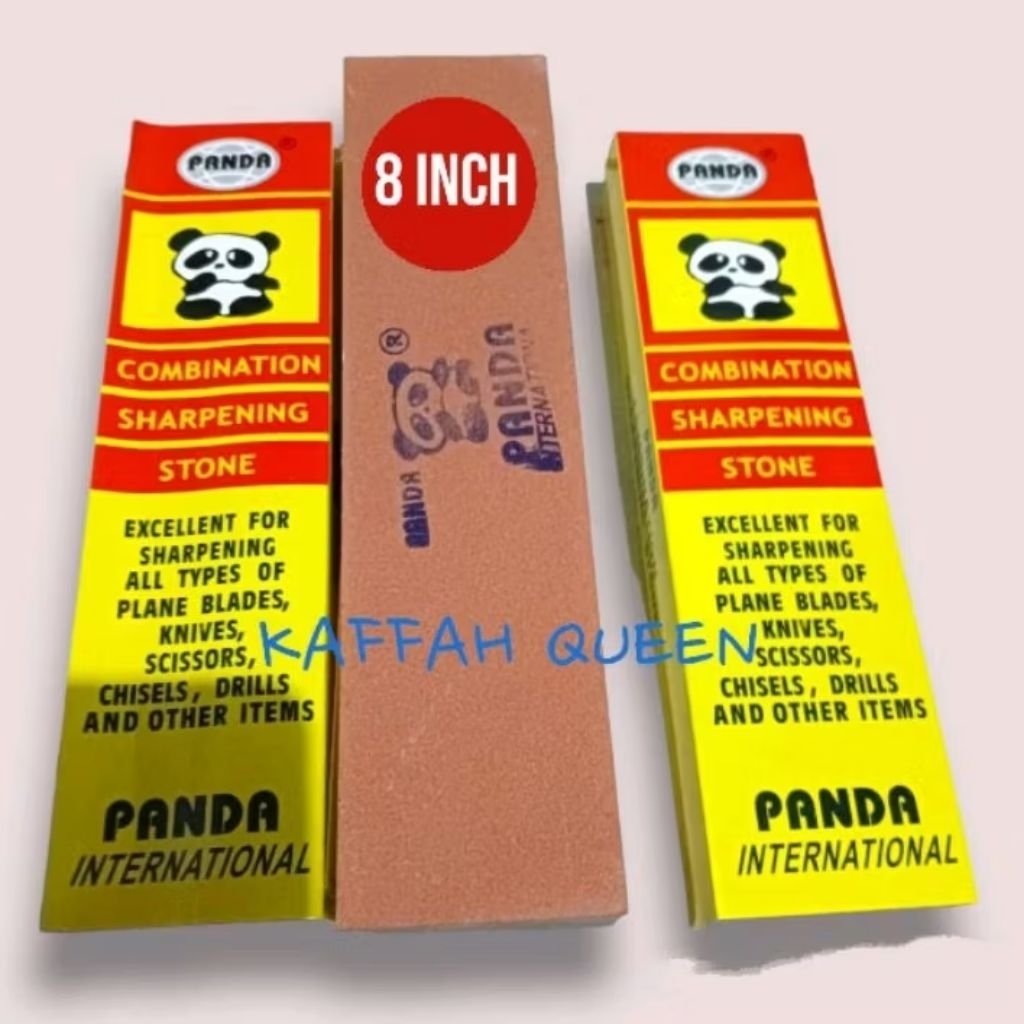 PANDA®
COMBINATION
SHARPENING
STONE
EXCELLENT FOR
SHARPENING
ALL TYPES OF
PLANE BLADES,
KNIVES,
SCISSORS,
CHISELS, DRILLS
AND OTHER ITEMS
PANDA
INTERNATIONAL
8 INCH
®
PANDA
PANDA
INTERNATIONA
KAFFAH QUEEN
PANDA®
COMBINATION
SHARPENING
STONE
EXCELLENT FOR
SHARPENING
ALL TYPES OF
PLANE BLADES,
KNIVES,
SCISSORS,
CHISELS, DRILLS
AND OTHER ITEMS
PANDA
INTERNATIONAL